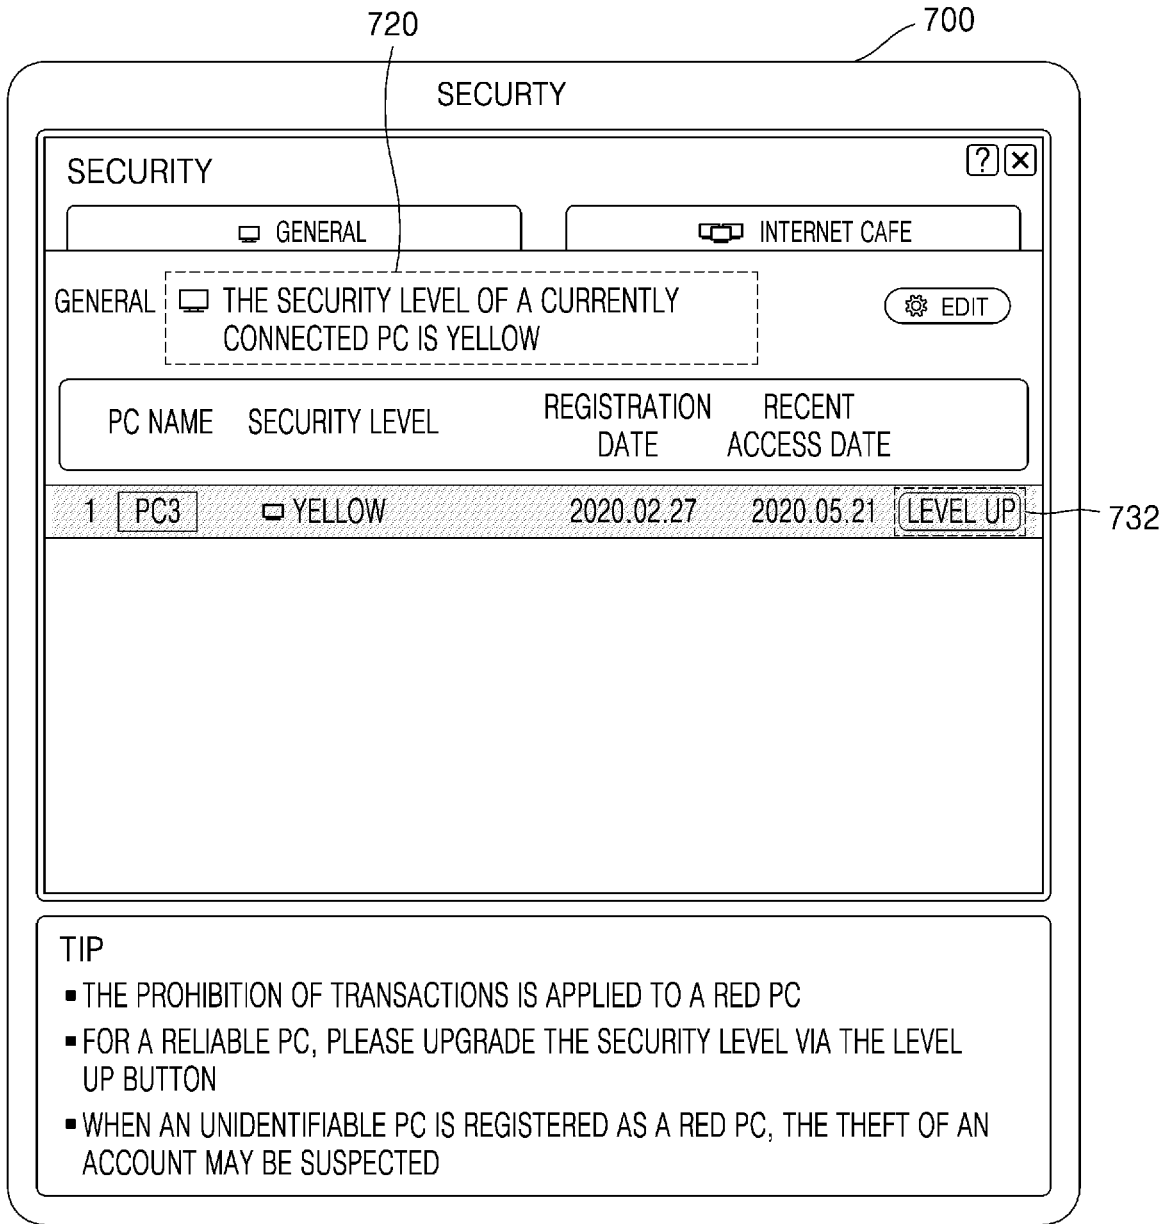 720
700
SECURTY
SECURITY
?
GENERAL
INTERNET CAFE
GENERAL
THE SECURITY LEVEL OF A CURRENTLY
CONNECTED PC IS YELLOW
EDIT
PC NAME
SECURITY LEVEL
REGISTRATION
DATE
RECENT
ACCESS DATE
1 PC3 YELLOW 2020.02.27 2020.05.21 LEVEL UP
732
TIP
▪ THE PROHIBITION OF TRANSACTIONS IS APPLIED TO A RED PC
▪ FOR A RELIABLE PC, PLEASE UPGRADE THE SECURITY LEVEL VIA THE LEVEL
UP BUTTON
▪ WHEN AN UNIDENTIFIABLE PC IS REGISTERED AS A RED PC, THE THEFT OF AN
ACCOUNT MAY BE SUSPECTED